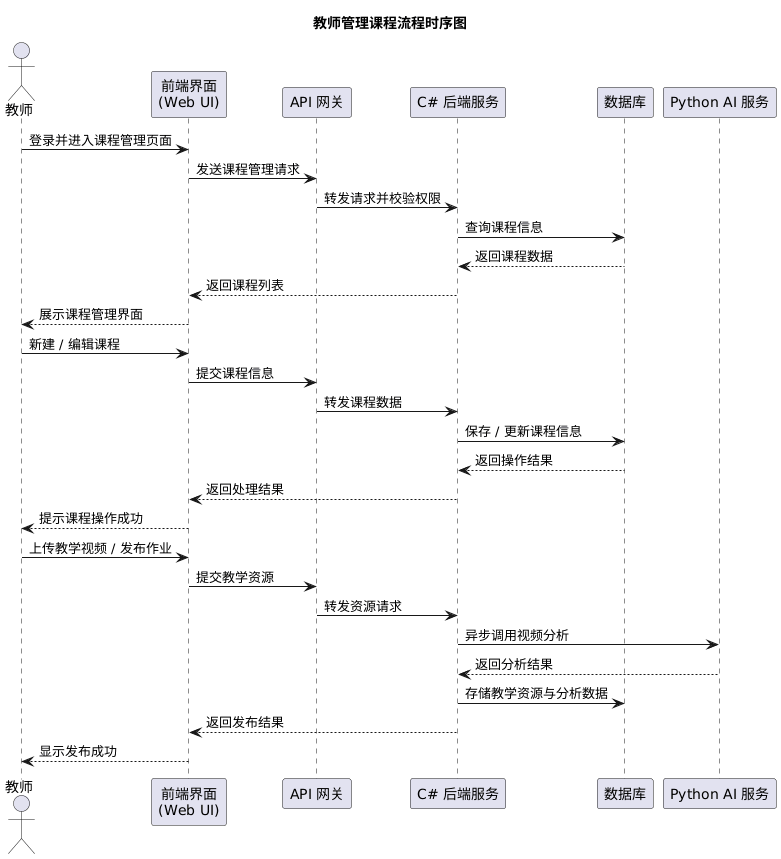 教师管理课程流程时序图
教师
前端界面
(Web UI)
API 网关
C# 后端服务
数据库
Python AI 服务
登录并进入课程管理页面
发送课程管理请求
转发请求并校验权限
查询课程信息
返回课程数据
返回课程列表
展示课程管理界面
新建 / 编辑课程
提交课程信息
转发课程数据
保存 / 更新课程信息
返回操作结果
返回处理结果
提示课程操作成功
上传教学视频 / 发布作业
提交教学资源
转发资源请求
异步调用视频分析
返回分析结果
存储教学资源与分析数据
返回发布结果
显示发布成功
教师
前端界面
(Web UI)
API 网关
C# 后端服务
数据库
Python AI 服务